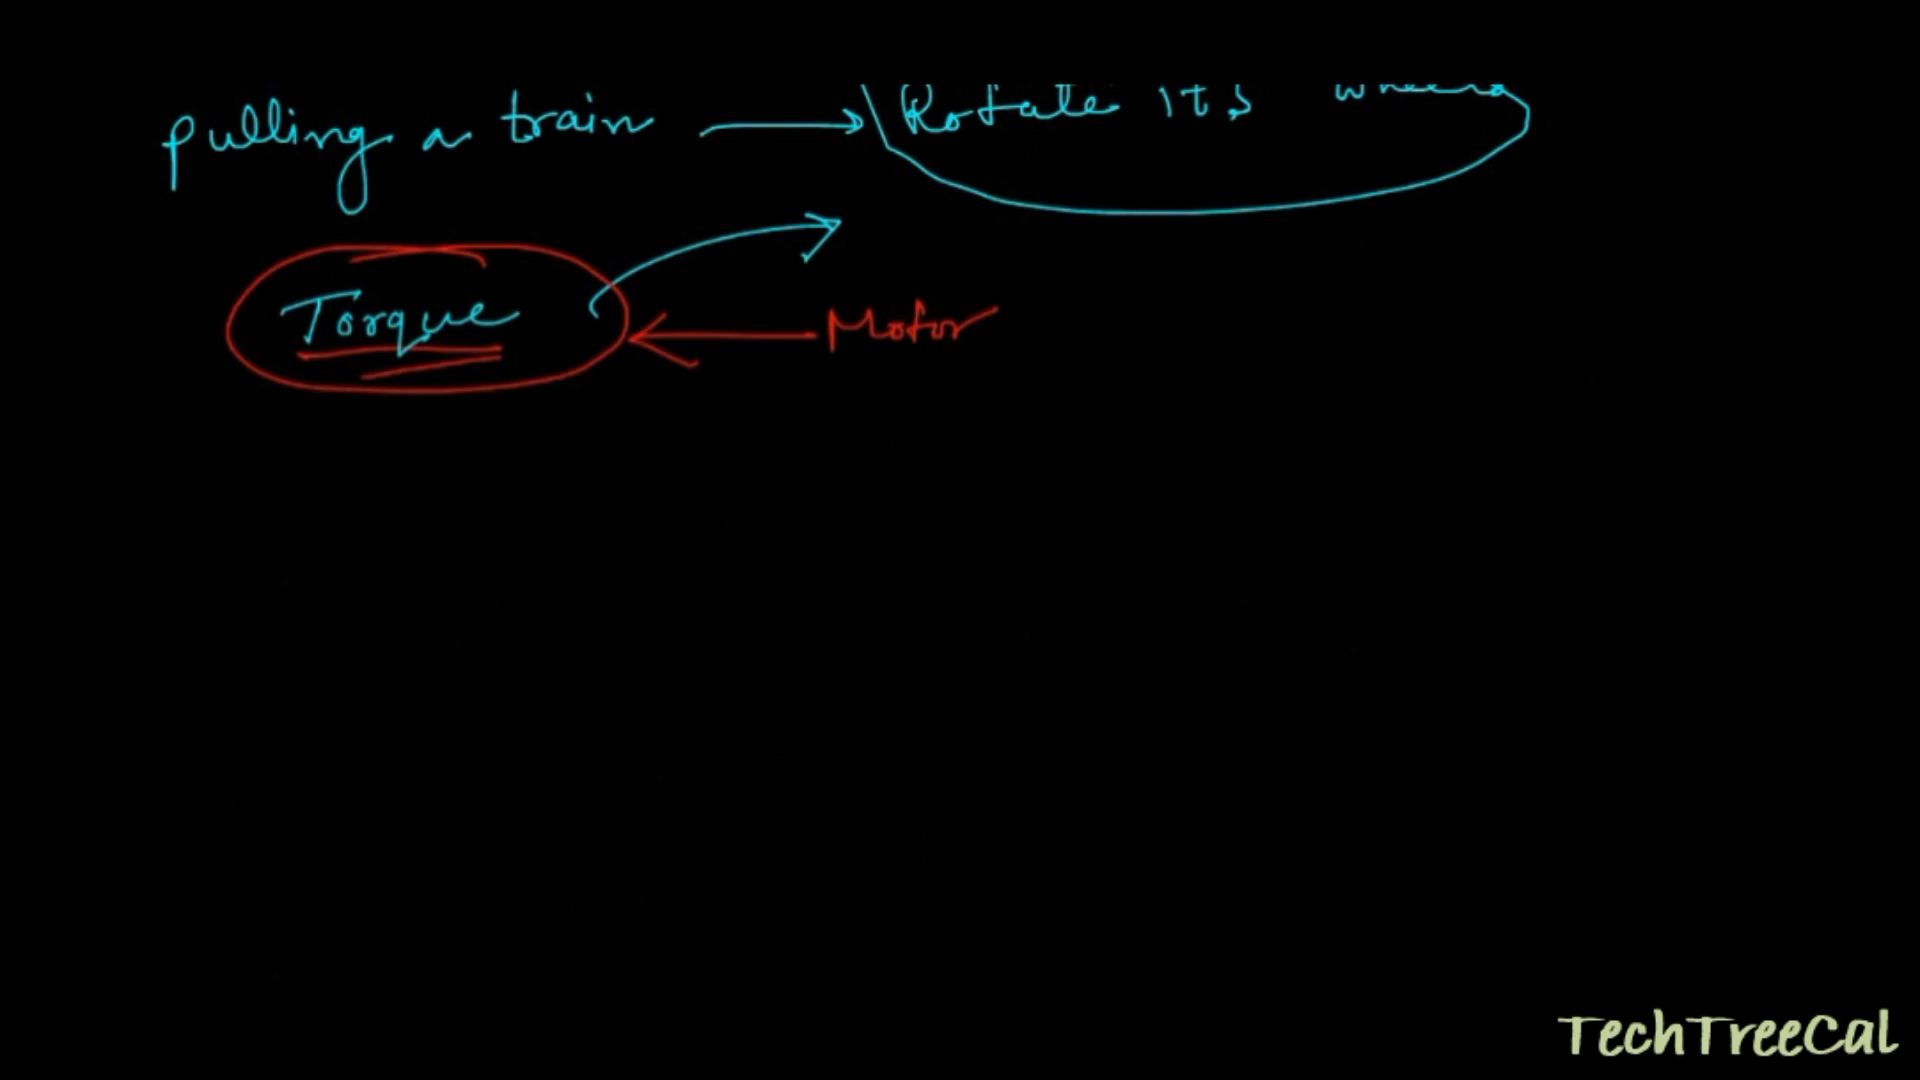 pulling a train → Rotate Its wheels
Torque ← Motor
TechTreeCal